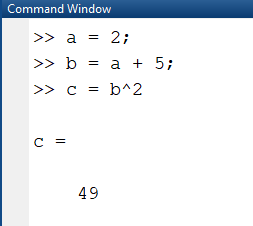 Command Window
>> a = 2;
>> b = a + 5;
>> c = b^2
c =
49